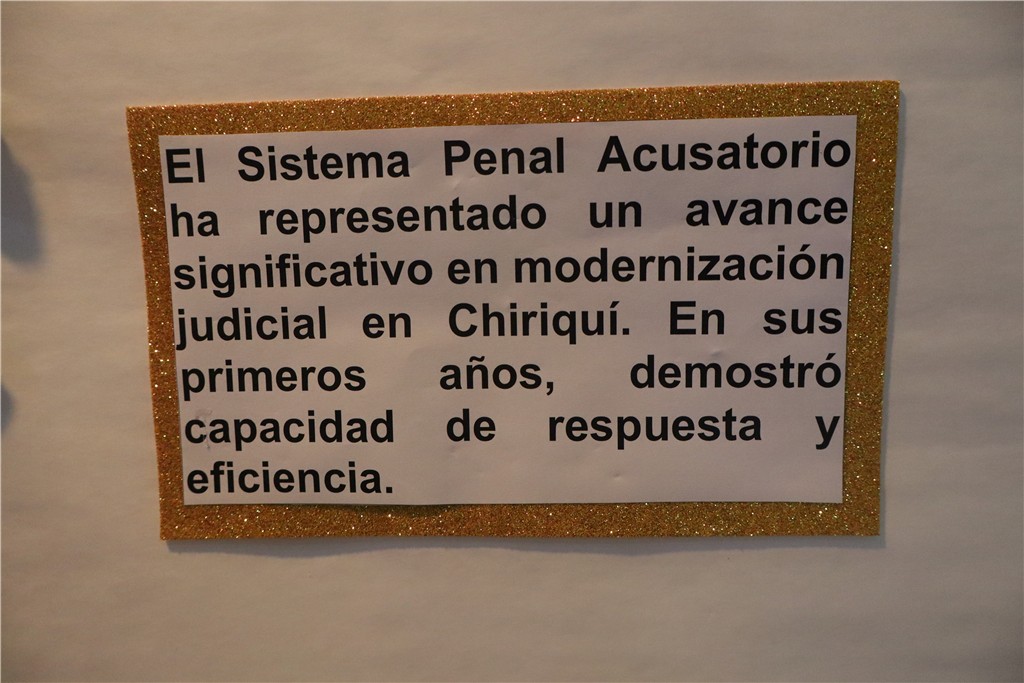 El Sistema Penal Acusatorio
ha representado un avance
significativo en modernización
judicial en Chiriquí. En sus
primeros años, demostró
capacidad de respuesta y
eficiencia.